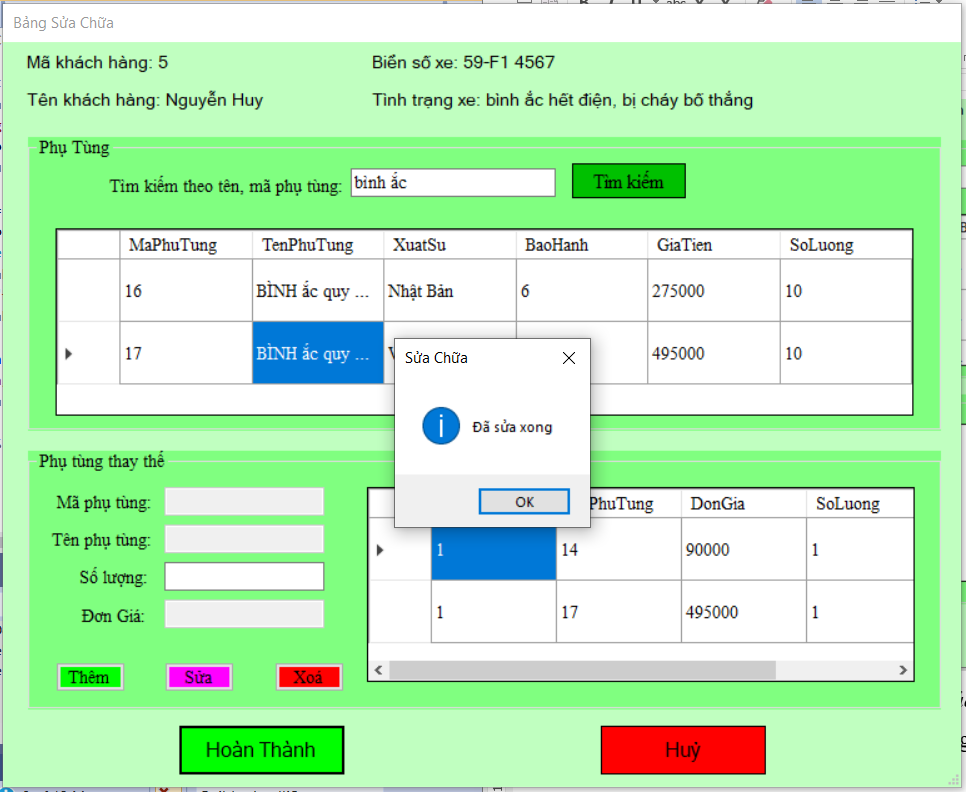 Bảng Sửa Chữa
Mã khách hàng: 5
Biển số xe: 59-F1 4567
Tên khách hàng: Nguyễn Huy
Tình trạng xe: bình ắc hết điện, bị cháy bố thắng
Phụ Tùng
Tìm kiếm theo tên, mã phụ tùng: bình ắc Tìm kiếm
MaPhuTung TenPhuTung XuatSu BaoHanh GiaTien SoLuong
16 BÌNH ắc quy ... Nhật Bản 6 275000 10
17 BÌNH ắc quy ... 495000 10
Sửa Chữa
Đã sửa xong
OK
Phụ tùng thay thế
Mã phụ tùng:
Tên phụ tùng:
Số lượng:
Đơn Giá:
Thêm Sửa Xoá
PhuTung DonGia SoLuong
1 14 90000 1
1 17 495000 1
Hoàn Thành
Huỷ